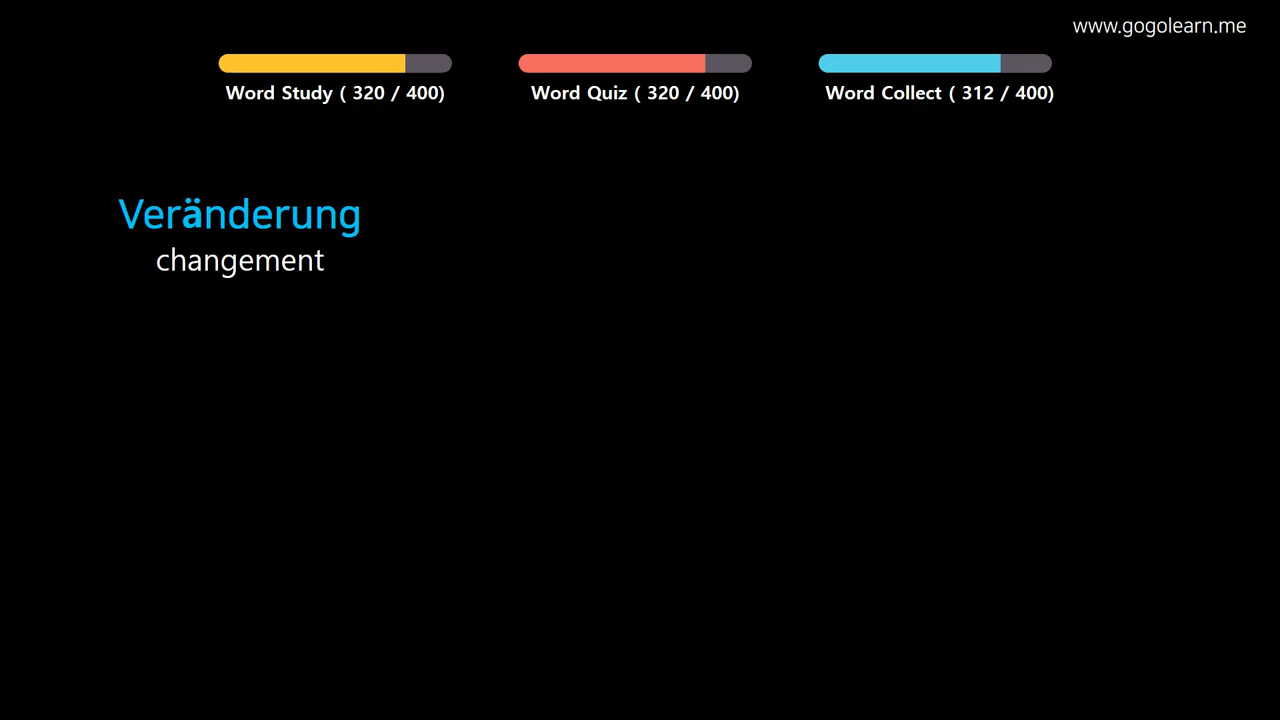 www.gogolearn.me
Word Study ( 320 / 400)
Word Quiz ( 320 / 400)
Word Collect ( 312 / 400)
Veränderung
changement